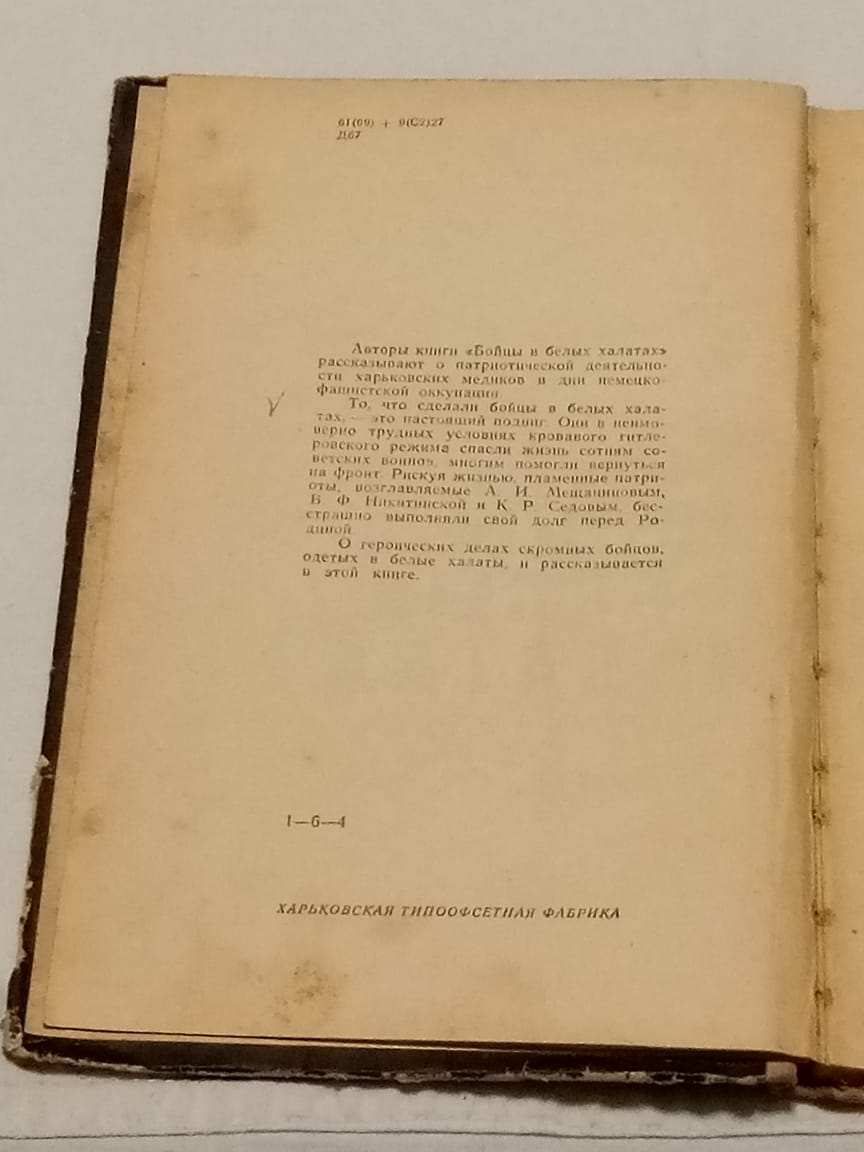 61(09) + 9(С2)27
Д67
Авторы книги «Бойцы в белых халатах»
рассказывают о патриотической деятельно-
сти харьковских медиков в дни немецко-
фашистской оккупации.
То, что сделали бойцы в белых хала-
тах, — это настоящий подвиг. Они в неимо-
верно трудных условиях кровавого гитле-
ровского режима спасли жизнь сотням со-
ветских воинов, многим помогли вернуться
на фронт. Рискуя жизнью, пламенные патри-
оты, возглавляемые А. И. Мещаниновым,
В. Ф. Никитинской и К. Р. Седовым, бес-
страшно выполняли свой долг перед Ро-
диной.
О героических делах скромных бойцов,
одетых в белые халаты, и рассказывается
в этой книге.
1—6—4
ХАРЬКОВСКАЯ ТИПООФСЕТНАЯ ФАБРИКА